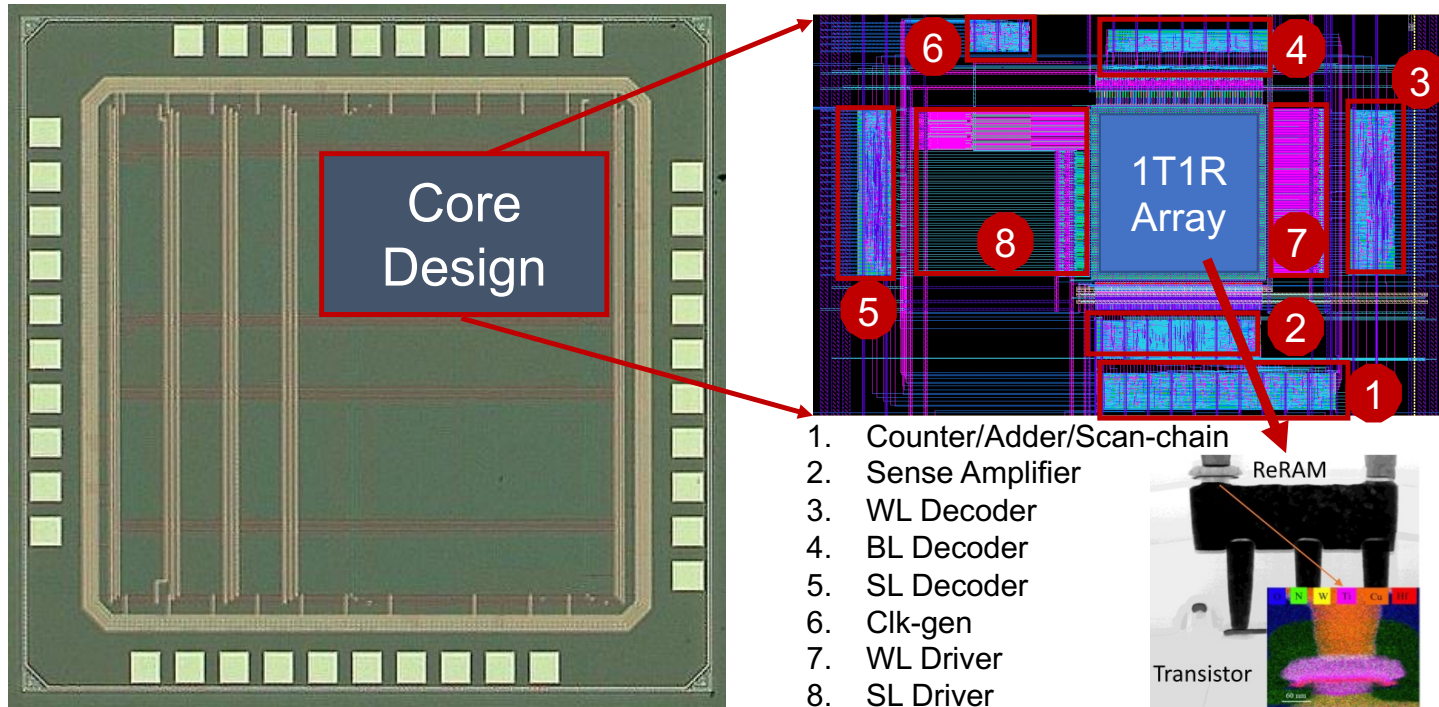 Core
Design
6
4
3
1T1R
Array
8
7
5
2
1
1. Counter/Adder/Scan-chain
2. Sense Amplifier
3. WL Decoder
4. BL Decoder
5. SL Decoder
6. Clk-gen
7. WL Driver
8. SL Driver
ReRAM
O N W Ti Cu Hf
Transistor
60 nm